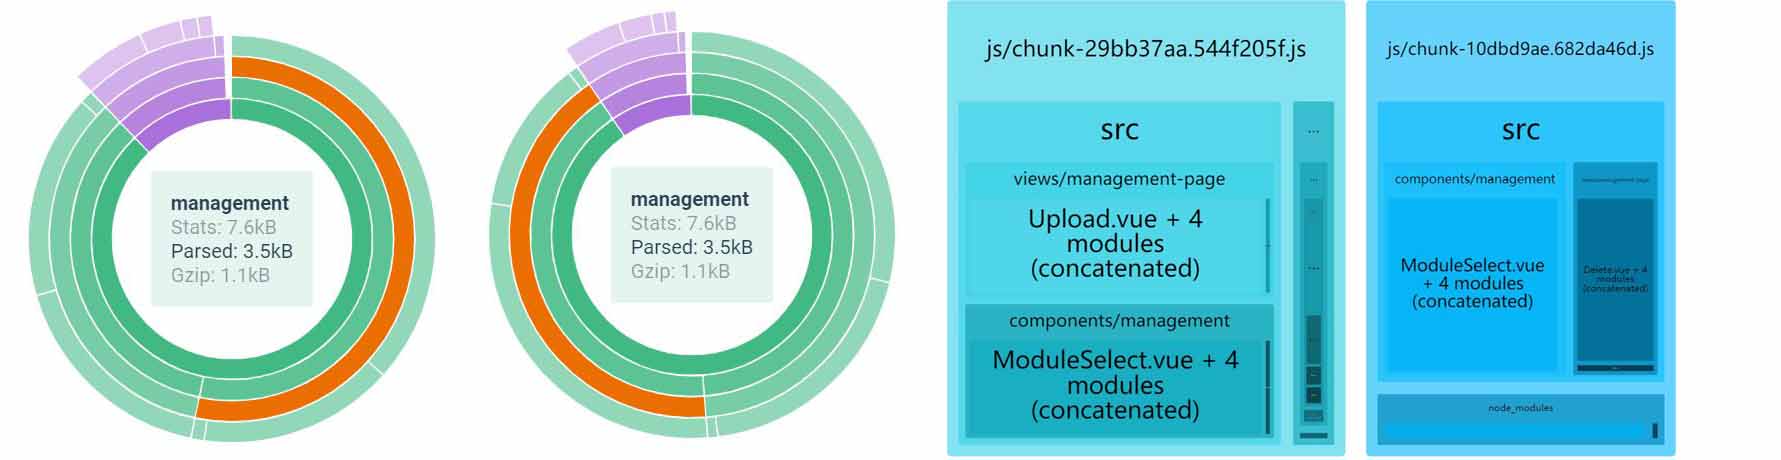 management
Stats: 7.6kB
Parsed: 3.5kB
Gzip: 1.1kB
management
Stats: 7.6kB
Parsed: 3.5kB
Gzip: 1.1kB
js/chunk-29bb37aa.544f205f.js
src
...
views/management-page
...
Upload.vue + 4
modules
(concatenated)
components/management
ModuleSelect.vue + 4
modules
(concatenated)
js/chunk-10dbd9ae.682da46d.js
src
components/management
ModuleSelect.vue
+ 4 modules
(concatenated)
Delete.vue + 4
modules
(concatenated)
node_modules